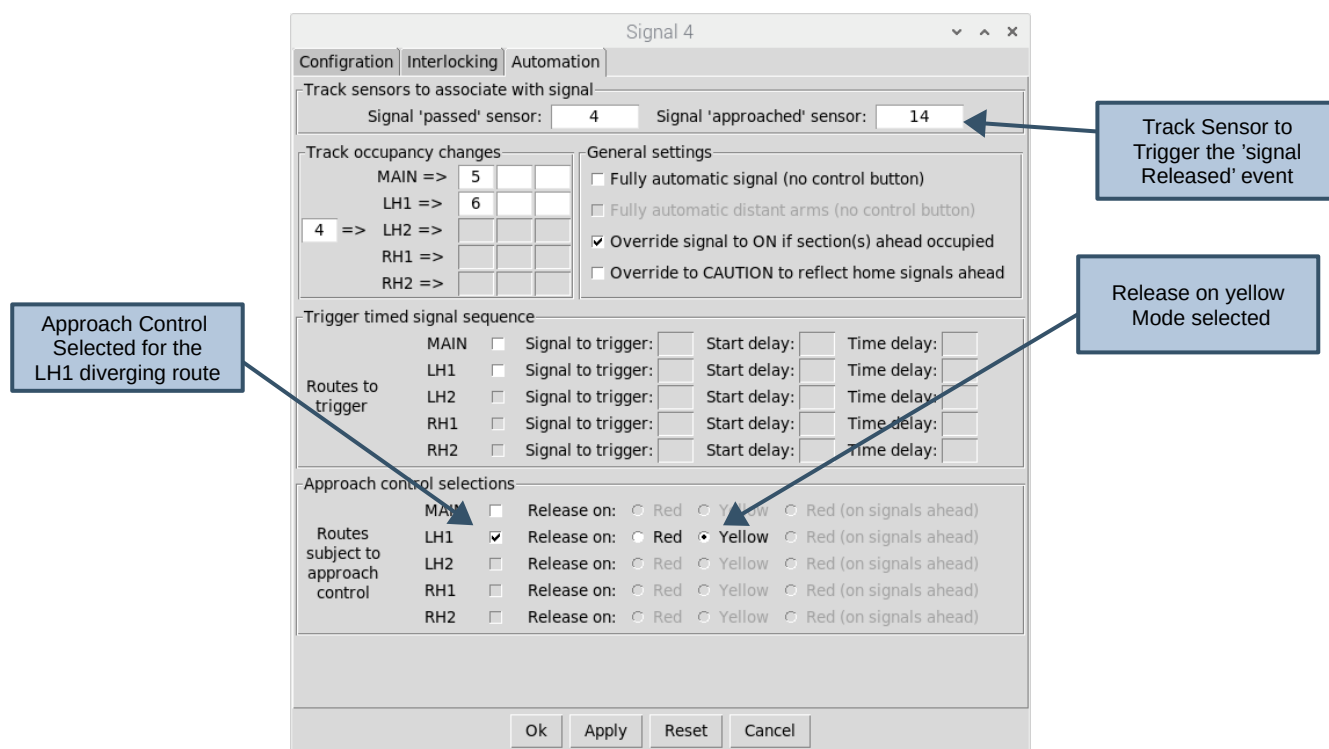 Signal 4
Configration Interlocking Automation
Track sensors to associate with signal
Signal 'passed' sensor: 4 Signal 'approached' sensor: 14
Track Sensor to
Trigger the ’signal
Released’ event
Track occupancy changes
MAIN => 5
LH1 => 6
4 => LH2 =>
RH1 =>
RH2 =>
General settings
Fully automatic signal (no control button)
Fully automatic distant arms (no control button)
Override signal to ON if section(s) ahead occupied
Override to CAUTION to reflect home signals ahead
Release on yellow
Mode selected
Approach Control
Selected for the
LH1 diverging route
Trigger timed signal sequence
Routes to
trigger
MAIN Signal to trigger: Start delay: Time delay:
LH1 Signal to trigger: Start delay: Time delay:
LH2 Signal to trigger: Start delay: Time delay:
RH1 Signal to trigger: Start delay: Time delay:
RH2 Signal to trigger: Start delay: Time delay:
Approach control selections
Routes
subject to
approach
control
MAIN Release on: Red Yellow Red (on signals ahead)
LH1 Release on: Red Yellow Red (on signals ahead)
LH2 Release on: Red Yellow Red (on signals ahead)
RH1 Release on: Red Yellow Red (on signals ahead)
RH2 Release on: Red Yellow Red (on signals ahead)
Ok Apply Reset Cancel